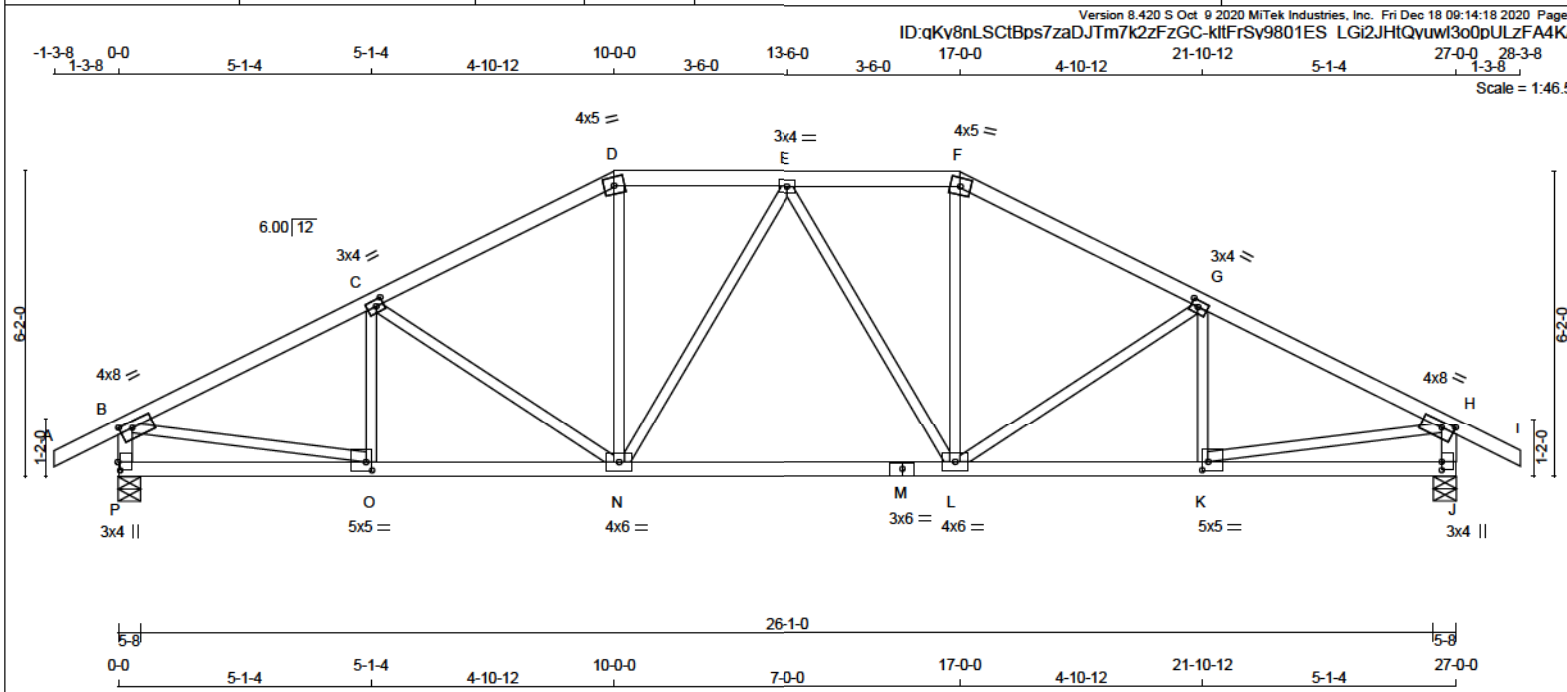 Version 8.420 S Oct 9 2020 MiTek Industries, Inc. Fri Dec 18 09:14:18 2020 Page
-1-3-8 0-0 5-1-4 10-0-0 13-6-0 17-0-0 21-10-12 27-0-0 28-3-8
1-3-8 5-1-4 4-10-12 3-6-0 3-6-0 4-10-12 5-1-4 1-3-8
Scale = 1:46.5
4x5 = 3x4 = 4x5 =
D E F
6.00 12
3x4 = 3x4 =
C G
6-2-0 6-2-0
4x8 = 4x8 =
B H
A I
1-2-0 1-2-0
P O N M L K J
3x4 || 5x5 = 4x6 = 3x6 = 4x6 = 5x5 = 3x4 ||
26-1-0
5-8 5-8
0-0 5-1-4 10-0-0 17-0-0 21-10-12 27-0-0
5-1-4 4-10-12 7-0-0 4-10-12 5-1-4